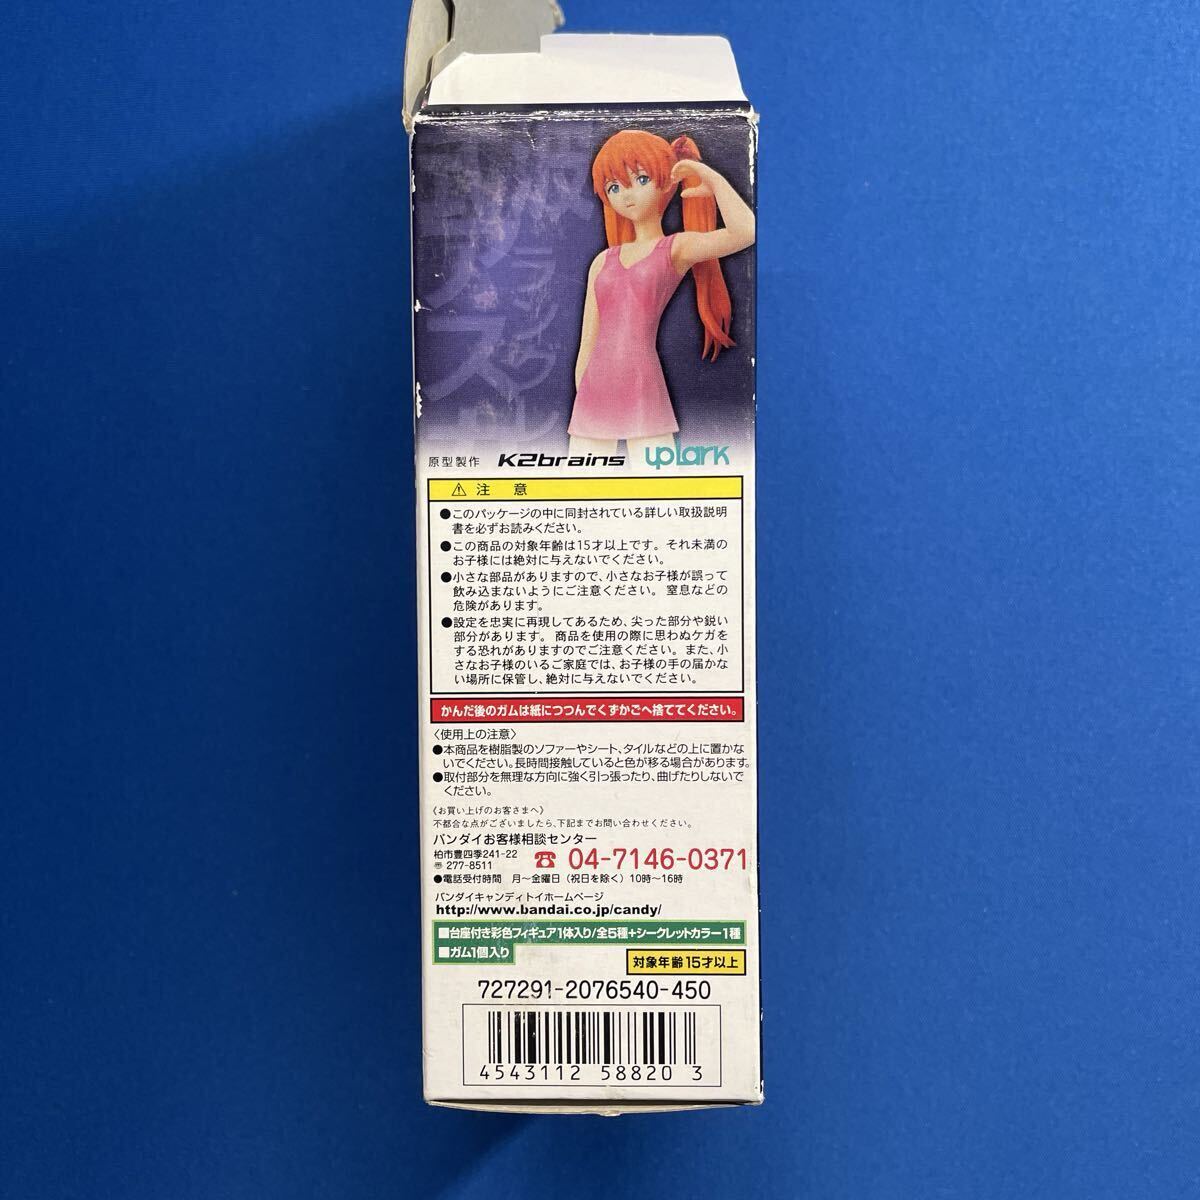 ラングレー
原型製作 K2brains uplark
⚠注 意
●このパッケージの中に同封されている詳しい取扱説明
書を必ずお読みください。
●この商品の対象年齢は15才以上です。それ未満の
お子様には絶対に与えないでください。
●小さな部品がありますので、小さなお子様が誤って
飲み込まないようにご注意ください。窒息などの
危険があります。
●設定を忠実に再現してあるため、尖った部分や鋭い
部分があります。商品を使用の際に思わぬケガを
する恐れがありますのでご注意ください。また、小
さなお子様のいるご家庭では、お子様の手の届かな
い場所に保管し、絶対に与えないでください。
かんだ後のガムは紙につつんでくずかごへ捨ててください。
〈使用上の注意〉
●本商品を樹脂製のソファーやシート、タイルなどの上に置かな
いでください。長時間接触していると色が移る場合があります。
●取付部分を無理な方向に強く引っ張ったり、曲げたりしないで
ください。
〈お買い上げのお客さまへ〉
不都合な点がございましたら、下記までお問い合わせください。
バンダイお客様相談センター
柏市豊四季241-22
〠277-8511
☎ 04-7146-0371
●電話受付時間 月〜金曜日(祝日を除く)10時〜16時
バンダイキャンディトイホームページ
http://www.bandai.co.jp/candy/
■台座付き彩色フィギュア1体入り/全5種+シークレットカラー1種
■ガム1個入り
対象年齢15才以上
727291-2076540-450
4543112 58820 3